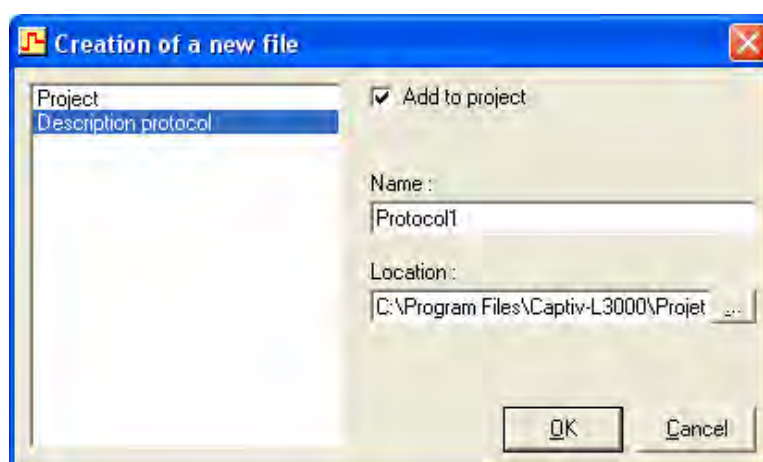 Creation of a new file
Project
Description protocol
Add to project
Name :
Protocol1
Location :
C:\Program Files\Captiv-L3000\Projet
...
OK
Cancel